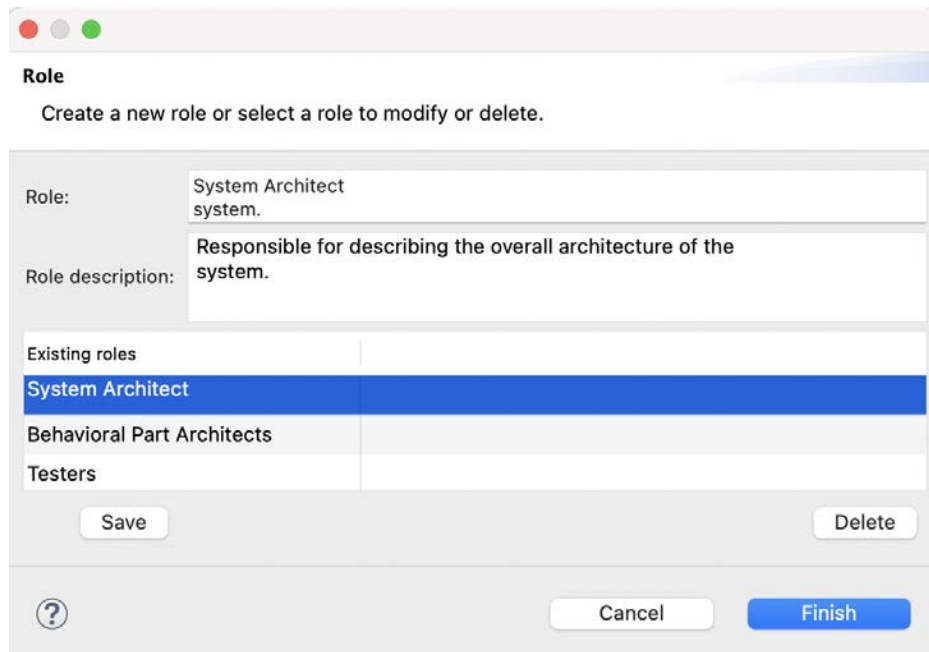 Role
Create a new role or select a role to modify or delete.
Role:
System Architect
system.
Role description:
Responsible for describing the overall architecture of the
system.
Existing roles
System Architect
Behavioral Part Architects
Testers
Save
Delete
?
Cancel
Finish